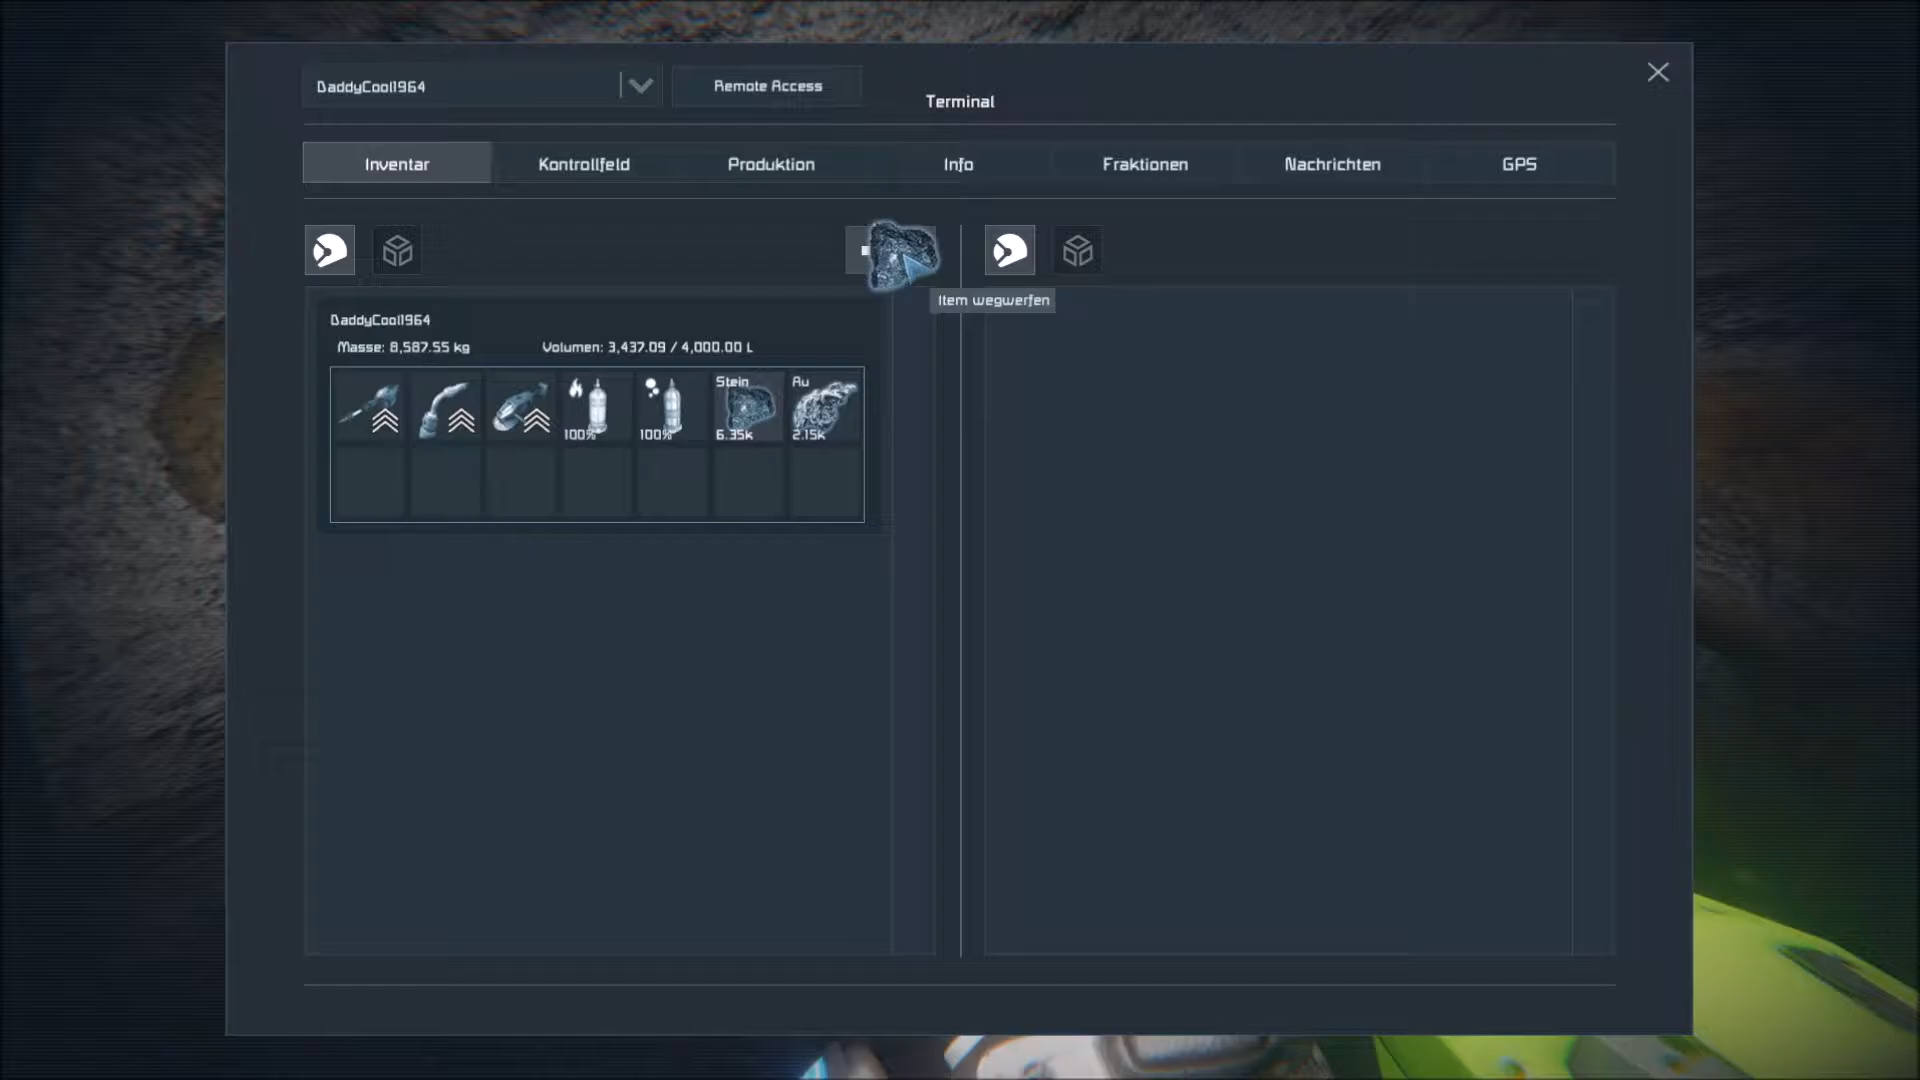 DaddyCool1964
Remote Access
Terminal
Inventar
Kontrollfeld
Produktion
Info
Fraktionen
Nachrichten
GPS
Item wegwerfen
DaddyCool1964
Masse: 8,587.55 kg
Volumen: 3,437.09 / 4,000.00 L
Stein
Au
100%
100%
6.35k
2.15k